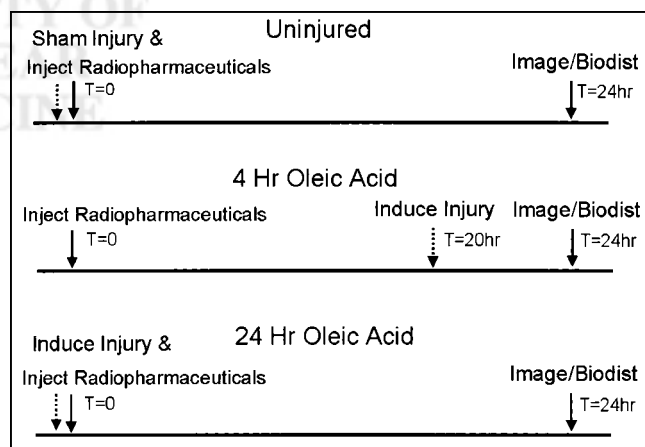 Uninjured
Sham Injury &
Inject Radiopharmaceuticals
T=0
Image/Biodist
T=24hr
4 Hr Oleic Acid
Inject Radiopharmaceuticals
T=0
Induce Injury
T=20hr
Image/Biodist
T=24hr
24 Hr Oleic Acid
Induce Injury &
Inject Radiopharmaceuticals
T=0
Image/Biodist
T=24hr